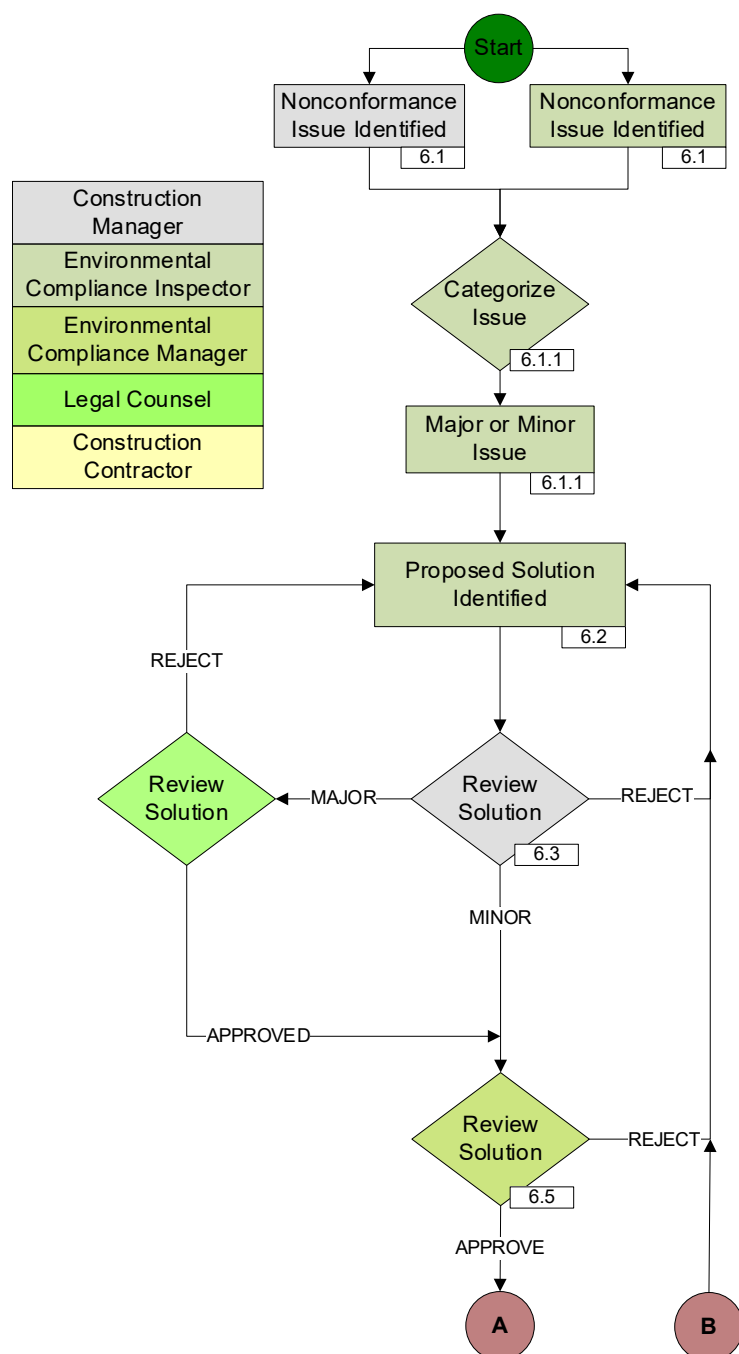 Start
Nonconformance
Issue Identified
6.1
Nonconformance
Issue Identified
6.1
Construction
Manager
Environmental
Compliance Inspector
Environmental
Compliance Manager
Legal Counsel
Construction
Contractor
Categorize
Issue
6.1.1
Major or Minor
Issue
6.1.1
Proposed Solution
Identified
6.2
REJECT
Review
Solution
MAJOR
Review
Solution
6.3
REJECT
MINOR
APPROVED
Review
Solution
6.5
REJECT
APPROVE
A
B